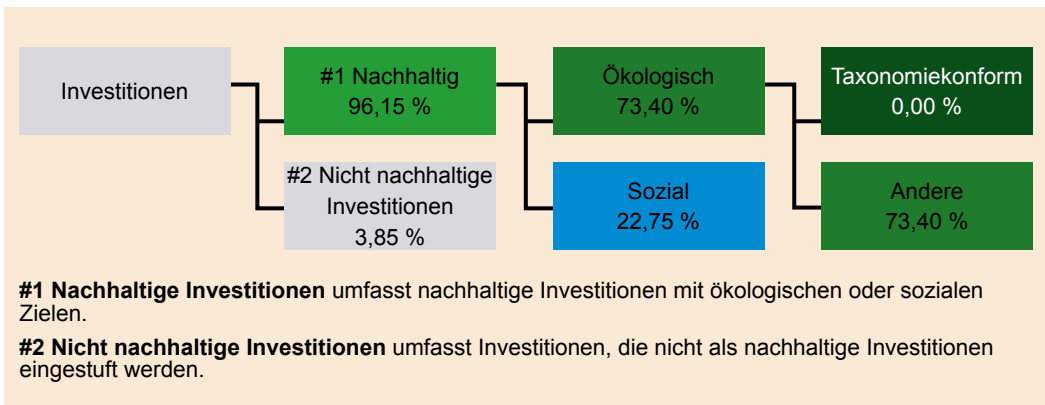 Investitionen
#1 Nachhaltig
96,15 %
Ökologisch
73,40 %
Taxonomiekonform
0,00 %
#2 Nicht nachhaltige
Investitionen
3,85 %
Sozial
22,75 %
Andere
73,40 %
#1 Nachhaltige Investitionen umfasst nachhaltige Investitionen mit ökologischen oder sozialen
Zielen.
#2 Nicht nachhaltige Investitionen umfasst Investitionen, die nicht als nachhaltige Investitionen
eingestuft werden.